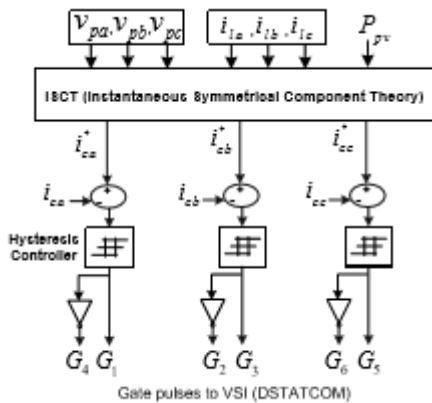 v_pa, v_pb, v_pc i_la, i_lb, i_lc P_pv
ISCT (Instantaneous Symmetrical Component Theory)
i*_ca i*_cb i*_cc
i_ca + - i_cb + - i_cc + -
Hysteresis
Controller
G_4 G_1 G_2 G_3 G_6 G_5
Gate pulses to VSI (DSTATCOM)